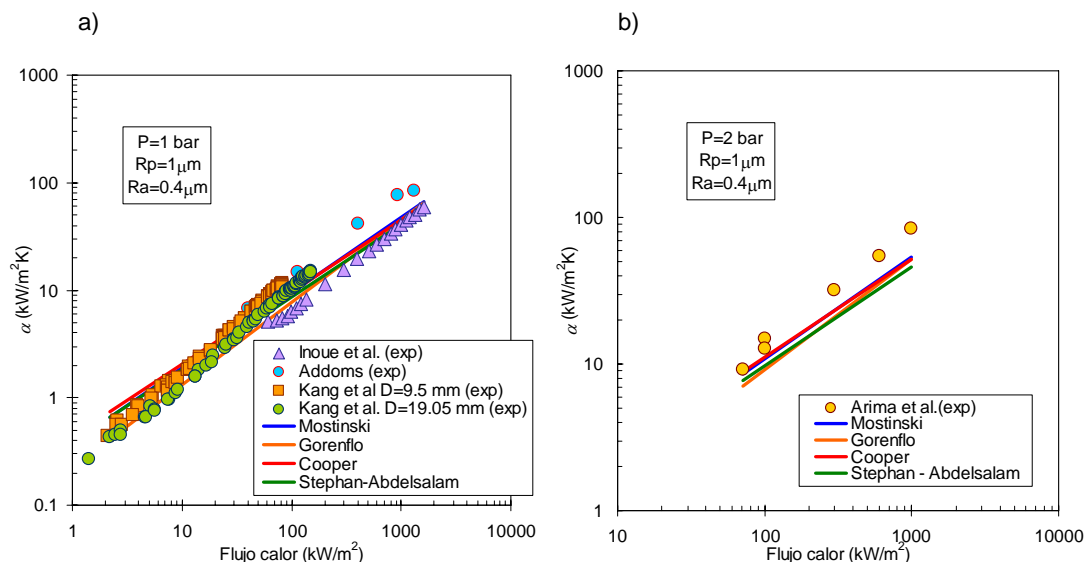 a)
1000
100
10
1
0.1
1
10
100
1000
10000
α (kW/m²K)
Flujo calor (kW/m²)
P=1 bar
Rp=1μm
Ra=0.4μm
Inoue et al. (exp)
Addoms (exp)
Kang et al D=9.5 mm (exp)
Kang et al. D=19.05 mm (exp)
Mostinski
Gorenflo
Cooper
Stephan-Abdelsalam
b)
1000
100
10
1
10
100
1000
10000
α (kW/m²K)
Flujo calor (kW/m²)
P=2 bar
Rp=1μm
Ra=0.4μm
Arima et al.(exp)
Mostinski
Gorenflo
Cooper
Stephan - Abdelsalam